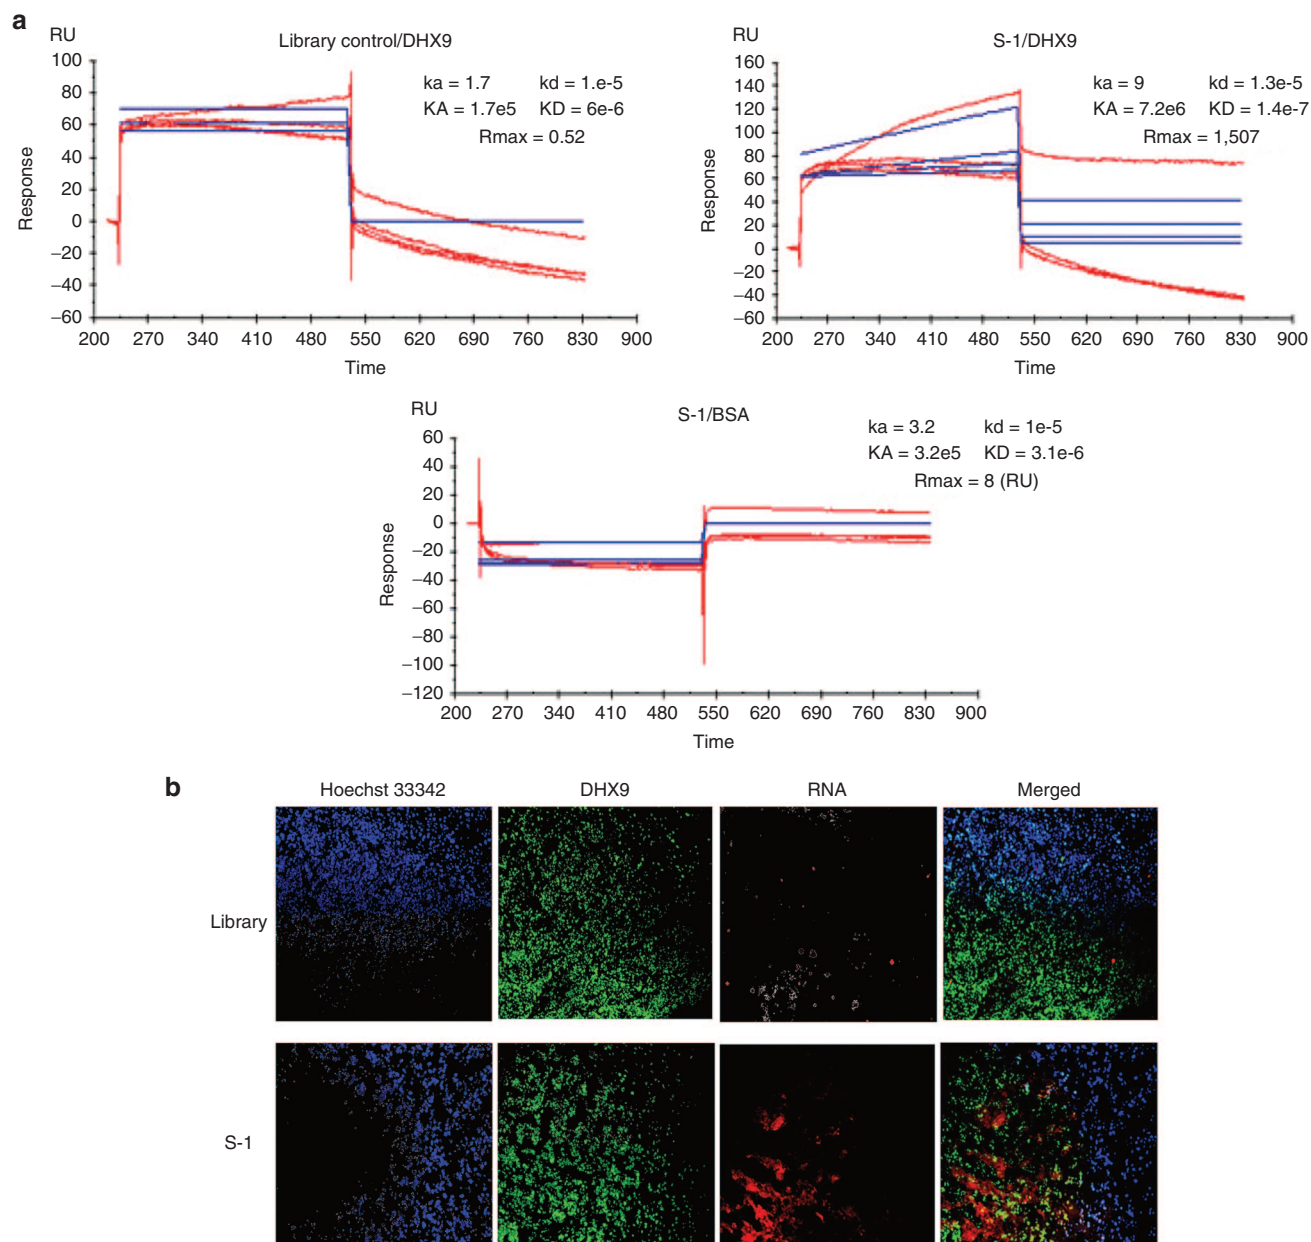 a
RU
Library control/DHX9
ka = 1.7 kd = 1.e-5
KA = 1.7e5 KD = 6e-6
Rmax = 0.52
100
80
60
40
20
0
−20
−40
−60
Response
200 270 340 410 480 550 620 690 760 830 900
Time
RU
S-1/DHX9
ka = 9 kd = 1.3e-5
KA = 7.2e6 KD = 1.4e-7
Rmax = 1,507
160
140
120
100
80
60
40
20
0
−20
−40
−60
Response
200 270 340 410 480 550 620 690 760 830 900
Time
RU
S-1/BSA
ka = 3.2 kd = 1e-5
KA = 3.2e5 KD = 3.1e-6
Rmax = 8 (RU)
60
40
20
0
−20
−40
−60
−80
−100
−120
Response
200 270 340 410 480 550 620 690 760 830 900
Time
b
Hoechst 33342 DHX9 RNA Merged
Library
S-1